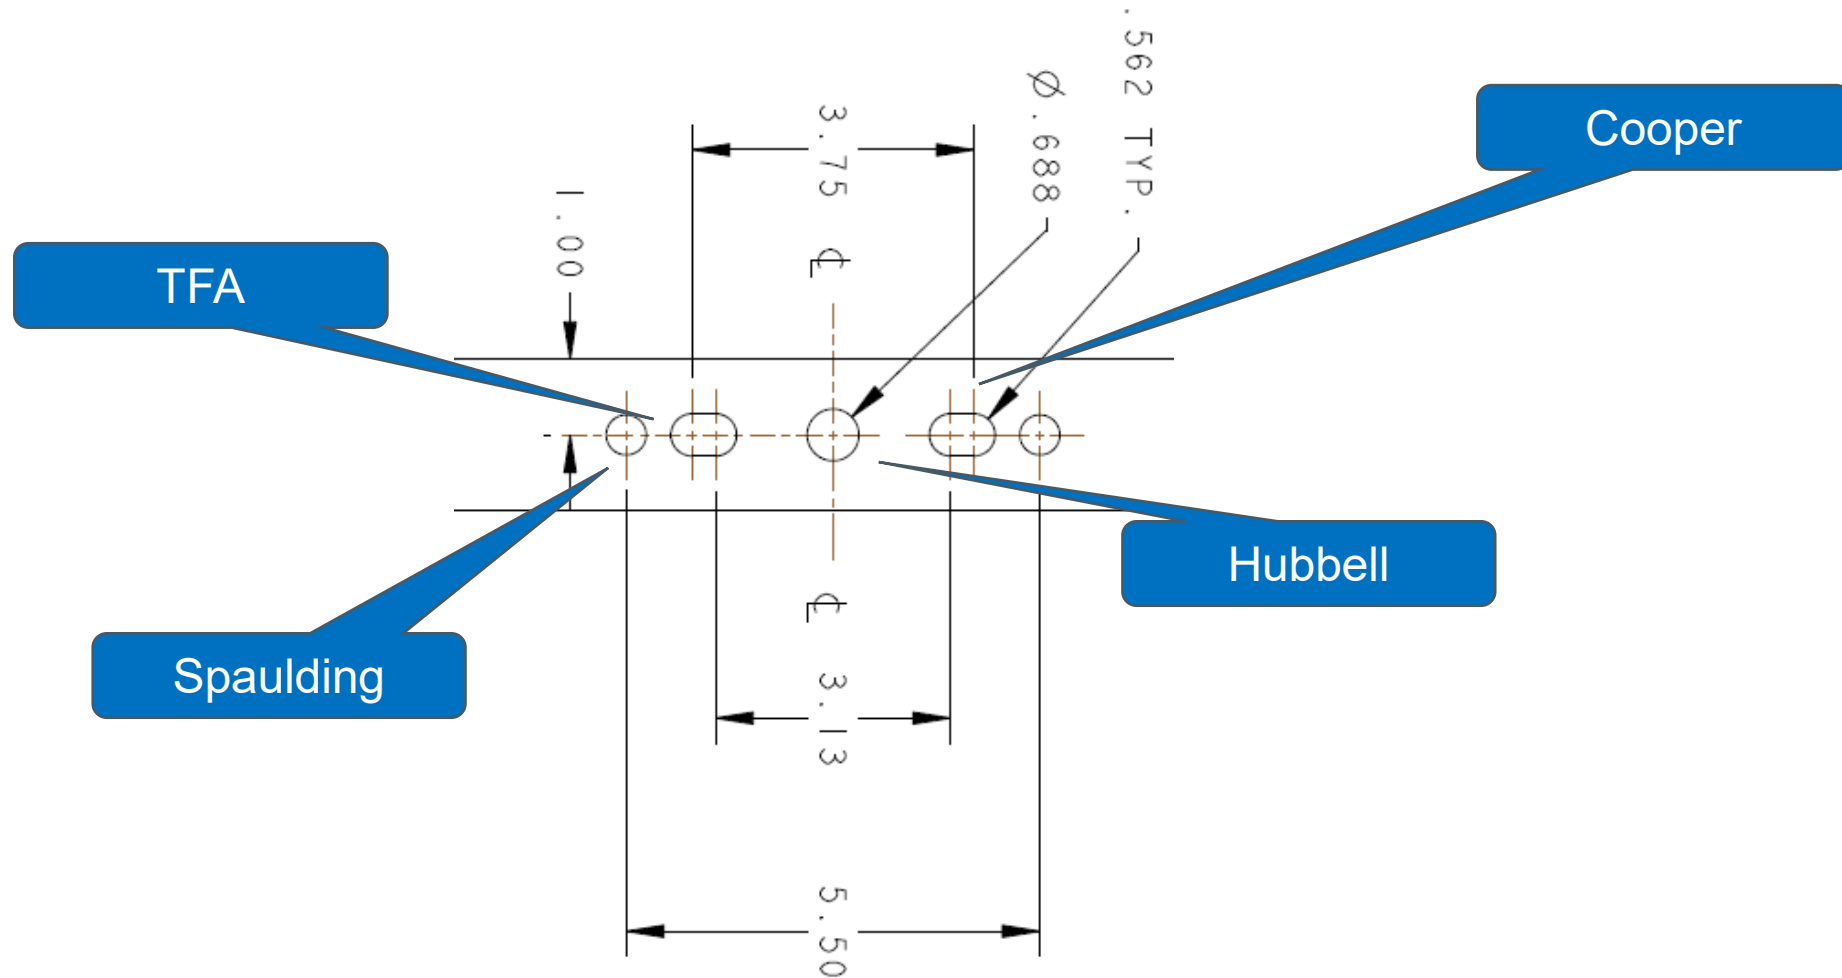 .562 TYP.
Ø.688
3.75
Cooper
1.00
℄
TFA
Hubbell
℄
Spaulding
3.13
5.50